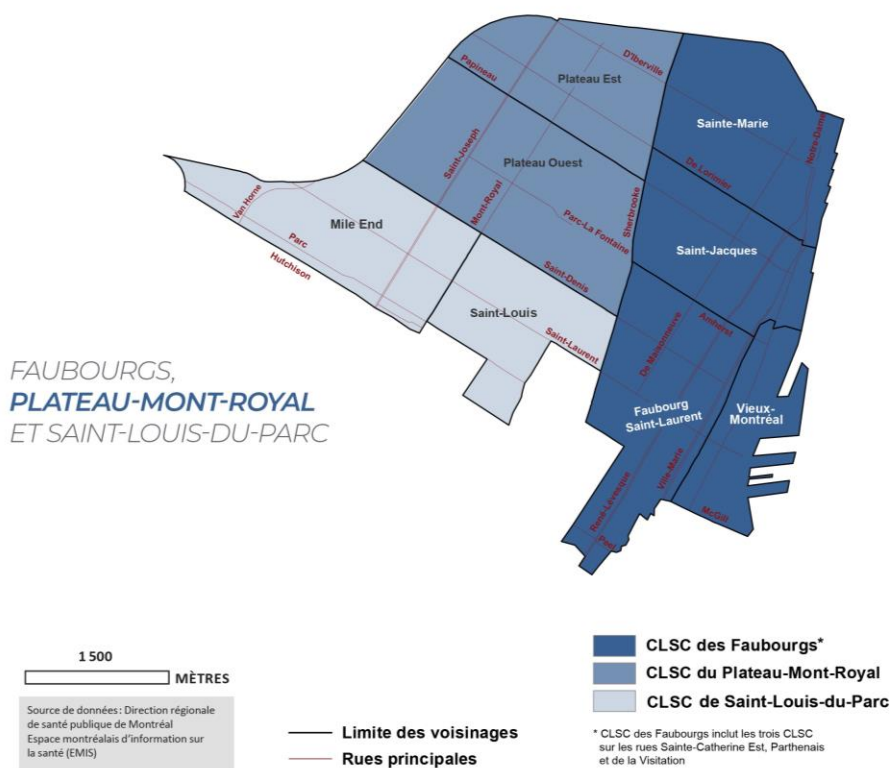 D'Iberville
Papineau
Plateau Est
Sainte-Marie
Notre-Dame
Saint-Joseph
Plateau Ouest
De Lorimier
Sherbrooke
Mont-Royal
Parc-La Fontaine
Van Horne
Mile End
Saint-Jacques
Parc
Hutchison
Saint-Denis
Saint-Louis
Saint-Laurent
De Maisonneuve
Amherst
FAUBOURGS,
PLATEAU-MONT-ROYAL
ET SAINT-LOUIS-DU-PARC
Faubourg
Saint-Laurent
Vieux-
Montréal
René-Lévesque
Ville-Marie
McGill
Peel
1 500
MÈTRES
Source de données : Direction régionale
de santé publique de Montréal
Espace montréalais d'information sur
la santé (EMIS)
Limite des voisinages
Rues principales
CLSC des Faubourgs*
CLSC du Plateau-Mont-Royal
CLSC de Saint-Louis-du-Parc
* CLSC des Faubourgs inclut les trois CLSC
sur les rues Sainte-Catherine Est, Parthenais
et de la Visitation